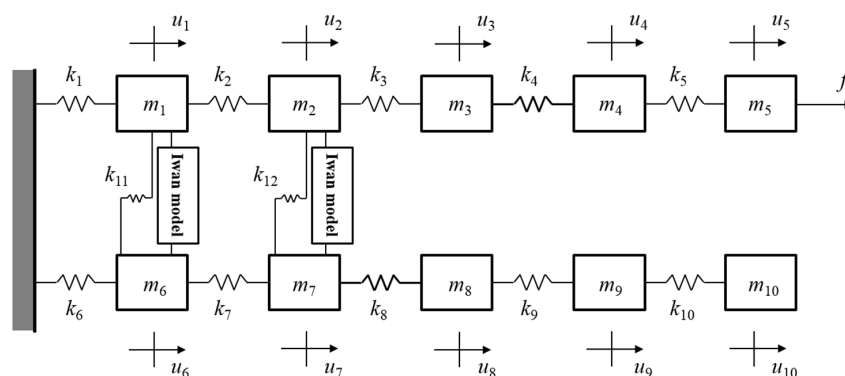 u1 u2 u3 u4 u5
k1 k2 k3 k4 k5 f
m1 m2 m3 m4 m5
k11 Iwan model k12 Iwan model
m6 m7 m8 m9 m10
k6 k7 k8 k9 k10
u6 u7 u8 u9 u10